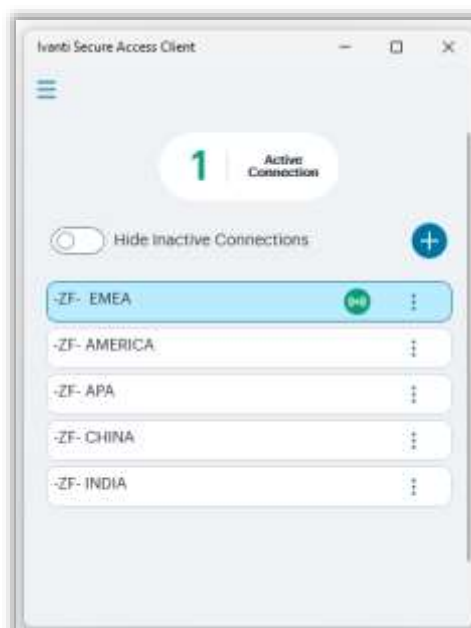 Ivanti Secure Access Client
1 Active
Connection
Hide Inactive Connections
-ZF- EMEA
-ZF- AMERICA
-ZF- APA
-ZF- CHINA
-ZF- INDIA